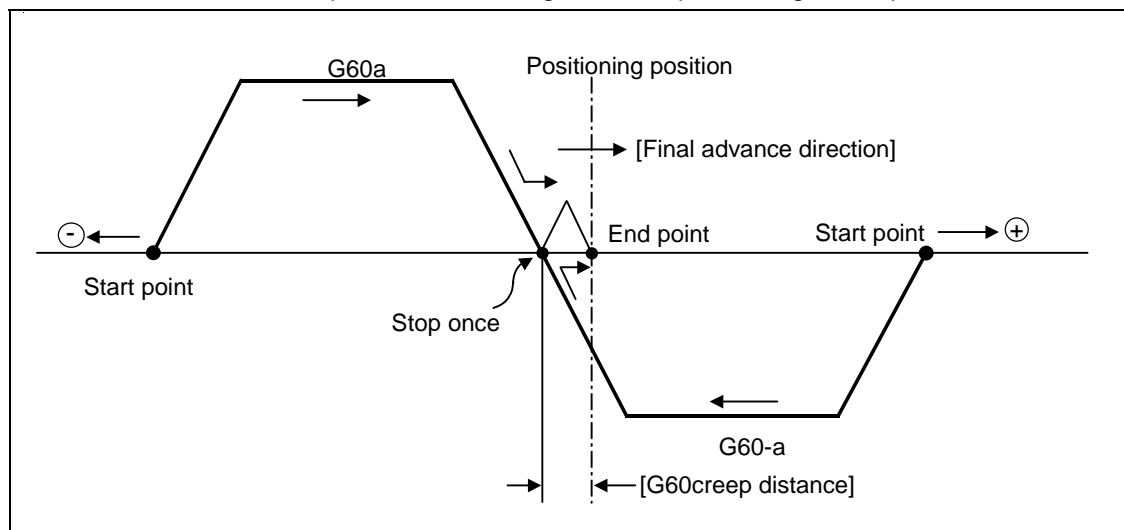 G60a
Positioning position
[Final advance direction]
-
End point
Start point
+
Start point
Stop once
G60-a
[G60creep distance]